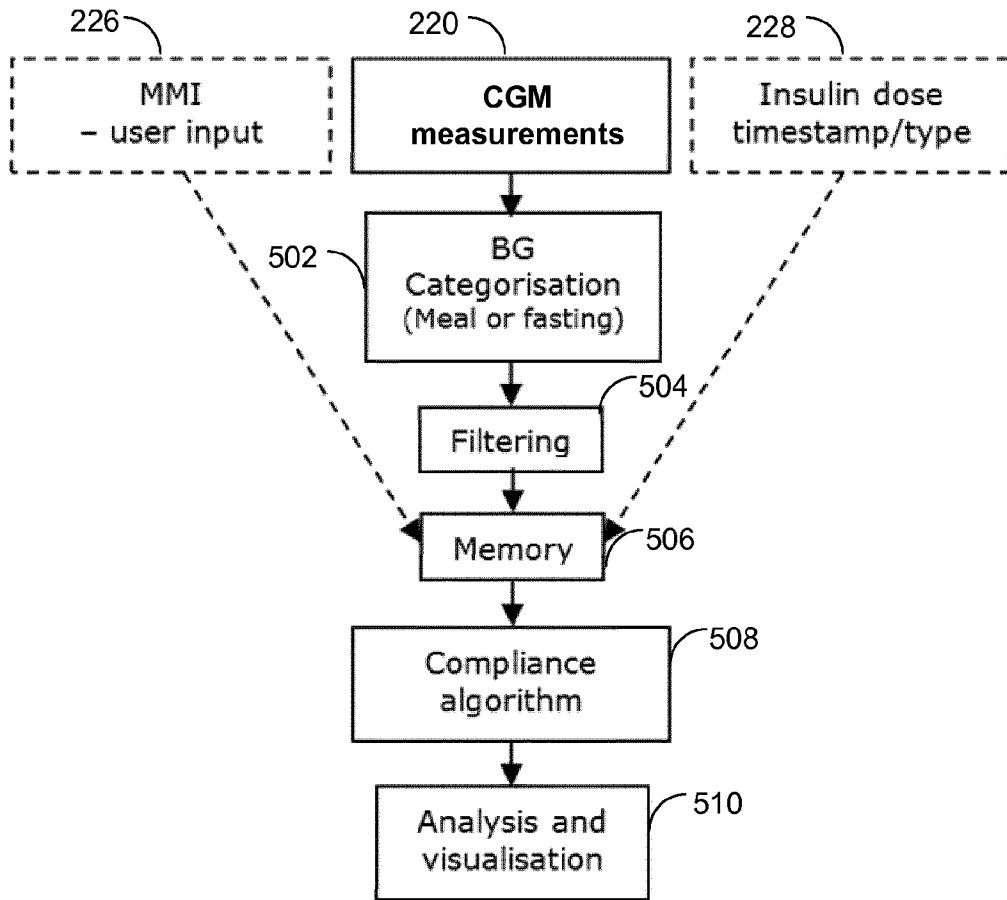 226
220
228
MMI
– user input
CGM
measurements
Insulin dose
timestamp/type
502
BG
Categorisation
(Meal or fasting)
504
Filtering
Memory
506
508
Compliance
algorithm
510
Analysis and
visualisation